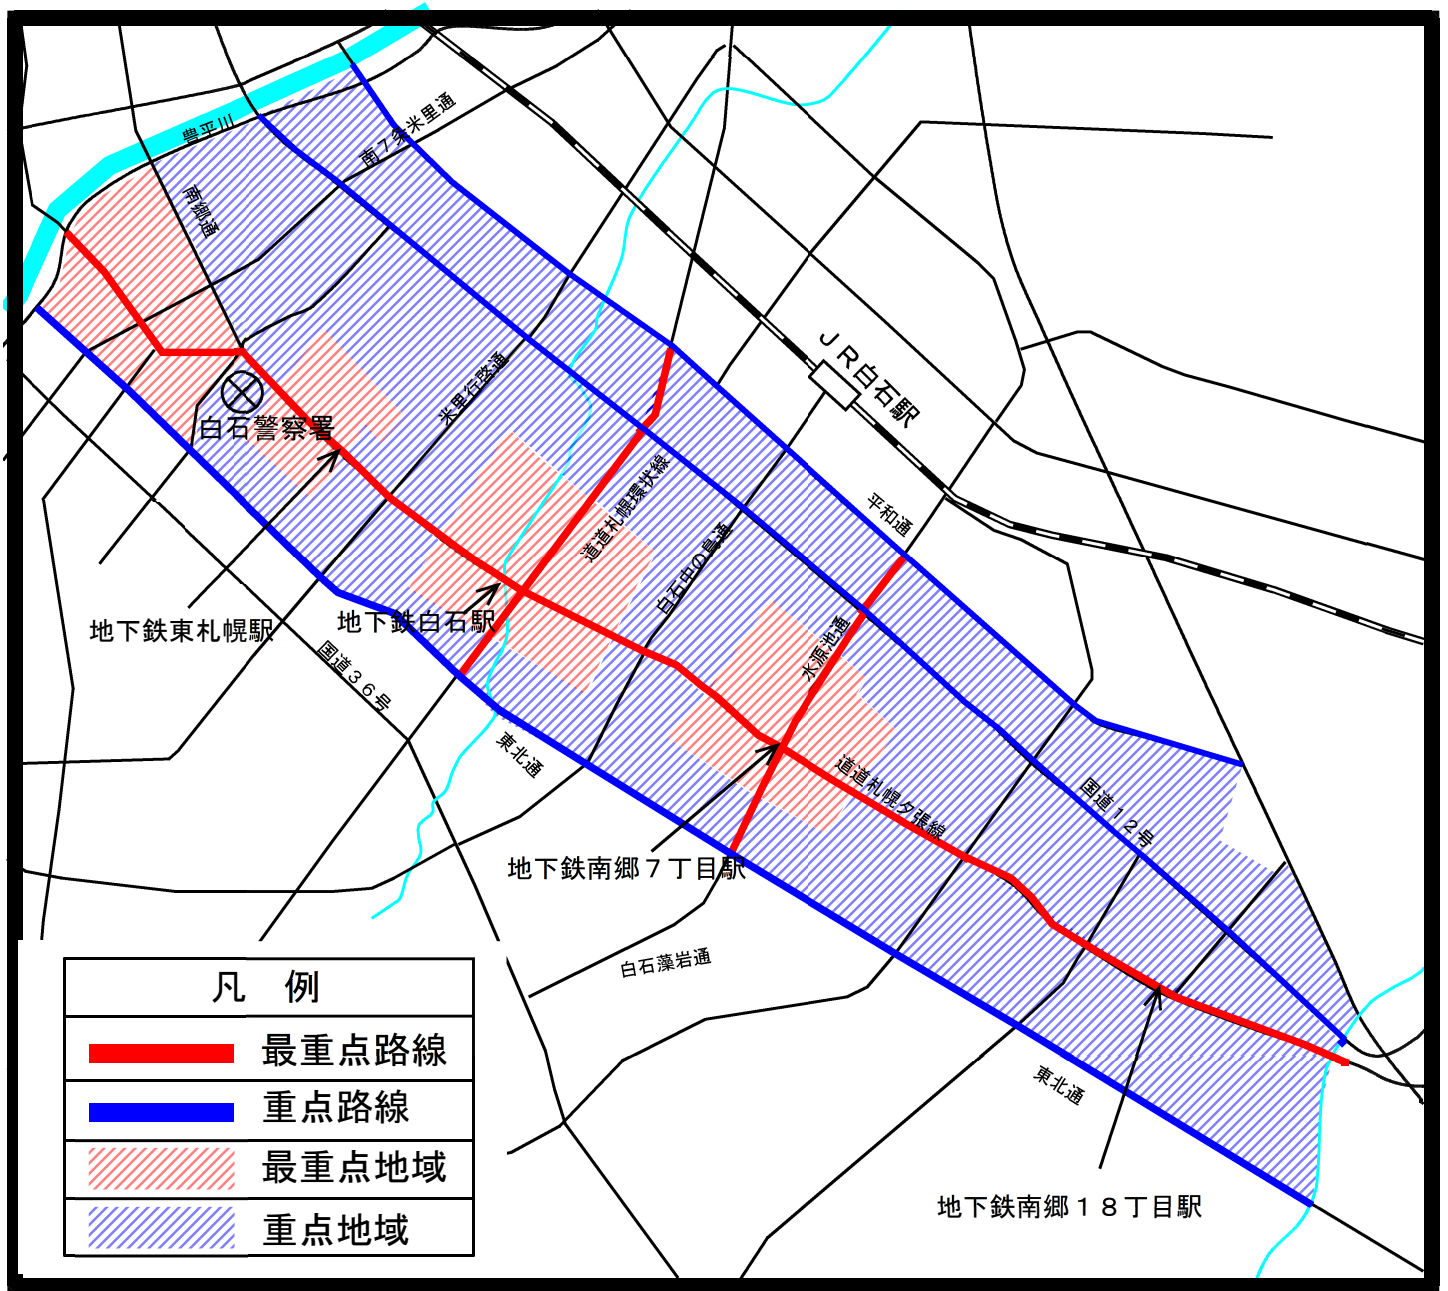 豊平川
南７条米里通
南郷通
ＪＲ白石駅
米里行啓通
白石警察署
道道札幌環状線
平和通
白石中の島通
地下鉄東札幌駅
地下鉄白石駅
水源池通
国道３６号
東北通
道道札幌夕張線
国道１２号
地下鉄南郷７丁目駅
白石藻岩通
東北通
地下鉄南郷１８丁目駅
凡　例
最重点路線
重点路線
最重点地域
重点地域